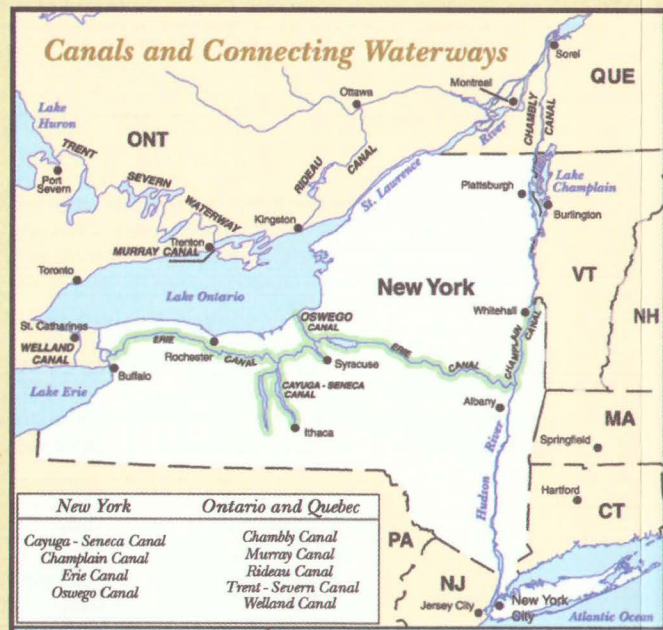 Canals and Connecting Waterways
Sorel
QUE
Montreal
Ottawa
Lake
Huron
ONT
CHAMBLY
CANAL
River
TRENT
Port
Severn
SEVERN
RIDEAU
CANAL
St. Lawrence
Lake
Champlain
Plattsburgh
Burlington
WATERWAY
Kingston
Trenton
MURRAY CANAL
Toronto
New York
VT
Lake Ontario
Whitehall
NH
OSWEGO
CANAL
St. Catharines
WELLAND
CANAL
ERIE
CANAL
Rochester
Syracuse
ERIE
CANAL
CHAMPLAIN
CANAL
Buffalo
Lake Erie
CAYUGA - SENECA
CANAL
Albany
MA
Ithaca
Springfield
Hudson
River
Hartford
CT
New York
Cayuga - Seneca Canal
Champlain Canal
Erie Canal
Oswego Canal
Ontario and Quebec
Chambly Canal
Murray Canal
Rideau Canal
Trent - Severn Canal
Welland Canal
PA
NJ
Jersey City
New York
City
Atlantic Ocean